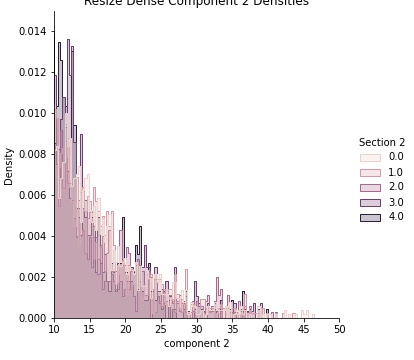 Resize Dense Component 2 Densities
0.014
0.012
0.010
0.008
0.006
0.004
0.002
0.000
Density
10 15 20 25 30 35 40 45 50
component 2
Section 2
0.0
1.0
2.0
3.0
4.0